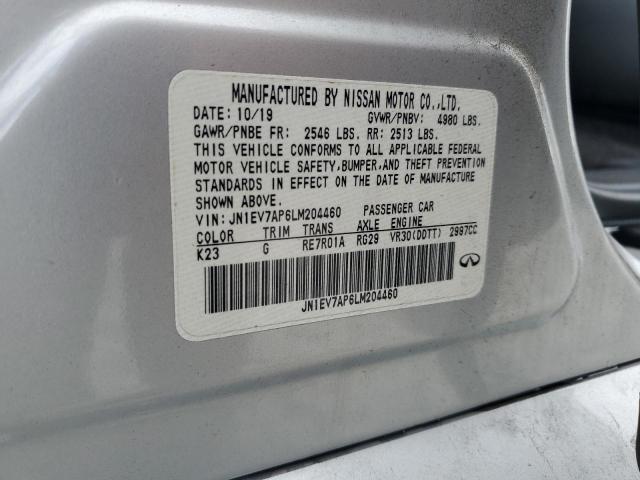 MANUFACTURED BY NISSAN MOTOR CO.,LTD.
DATE: 10/19 GVWR/PNBV: 4980 LBS.
GAWR/PNBE FR: 2546 LBS. RR: 2513 LBS.
THIS VEHICLE CONFORMS TO ALL APPLICABLE FEDERAL
MOTOR VEHICLE SAFETY,BUMPER,AND THEFT PREVENTION
STANDARDS IN EFFECT ON THE DATE OF MANUFACTURE
SHOWN ABOVE.
VIN: JN1EV7AP6LM204460 PASSENGER CAR
COLOR TRIM TRANS AXLE ENGINE
K23 G RE7R01A RG29 VR30(DDTT) 2997CC
JN1EV7AP6LM204460